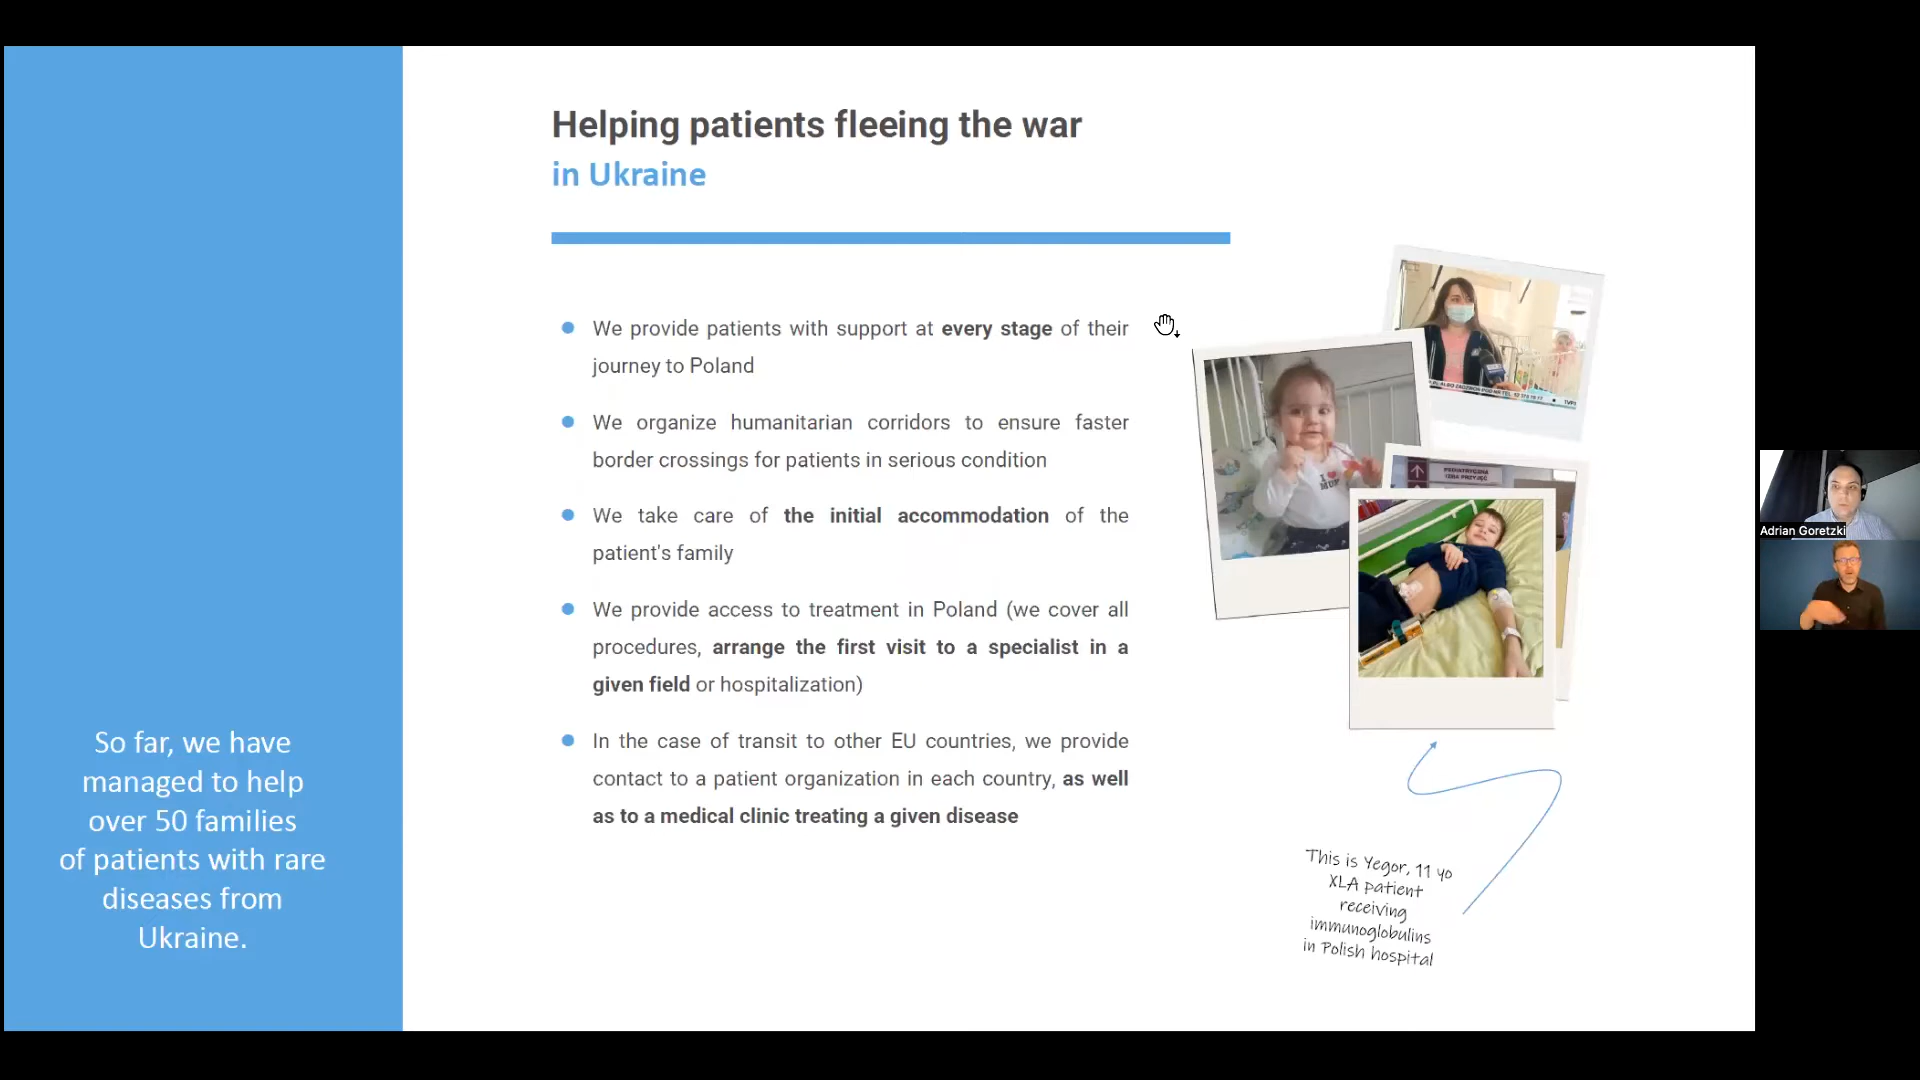 Helping patients fleeing the war
in Ukraine
We provide patients with support at every stage of their
journey to Poland
We organize humanitarian corridors to ensure faster
border crossings for patients in serious condition
We take care of the initial accommodation of the
patient's family
We provide access to treatment in Poland (we cover all
procedures, arrange the first visit to a specialist in a
given field or hospitalization)
In the case of transit to other EU countries, we provide
contact to a patient organization in each country, as well
as to a medical clinic treating a given disease
So far, we have
managed to help
over 50 families
of patients with rare
diseases from
Ukraine.
I
MUM
PEDIATRYCZNA
IZBA PRZYJĘĆ
TVP3
This is Yegor, 11 yo
XLA patient
receiving
immunoglobulins
in Polish hospital
Adrian Goretzki